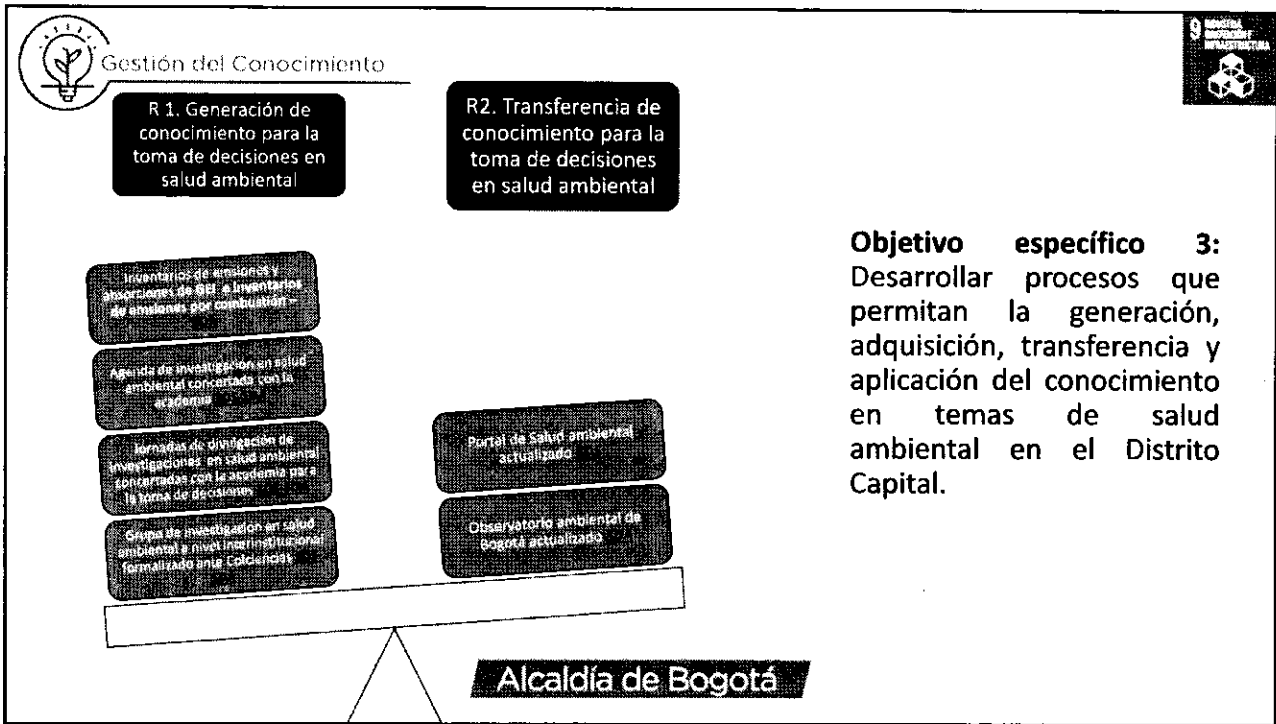 Gestión del Conocimiento
9 INDUSTRIA,
INNOVACIÓN E
INFRAESTRUCTURA
R 1. Generación de
conocimiento para la
toma de decisiones en
salud ambiental
R2. Transferencia de
conocimiento para la
toma de decisiones
en salud ambiental
Inventarios de emsiones y
absorciones de GEI & inventarios
de emsiones por combustión –
Agenda de investigación en salud
ambiental concertada con la
academia
Jornadas de divulgación de
investigaciones en salud ambiental
concertadas con la academia para
la toma de decisiones
Grupo de investigación en salud
ambiental a nivel interinstitucional
formalizado ante Colciencias
Portal de Salud ambiental
actualizado
Observatorio ambiental de
Bogotá actualizado
Objetivo específico 3:
Desarrollar procesos que
permitan la generación,
adquisición, transferencia y
aplicación del conocimiento
en temas de salud
ambiental en el Distrito
Capital.
Alcaldía de Bogotá